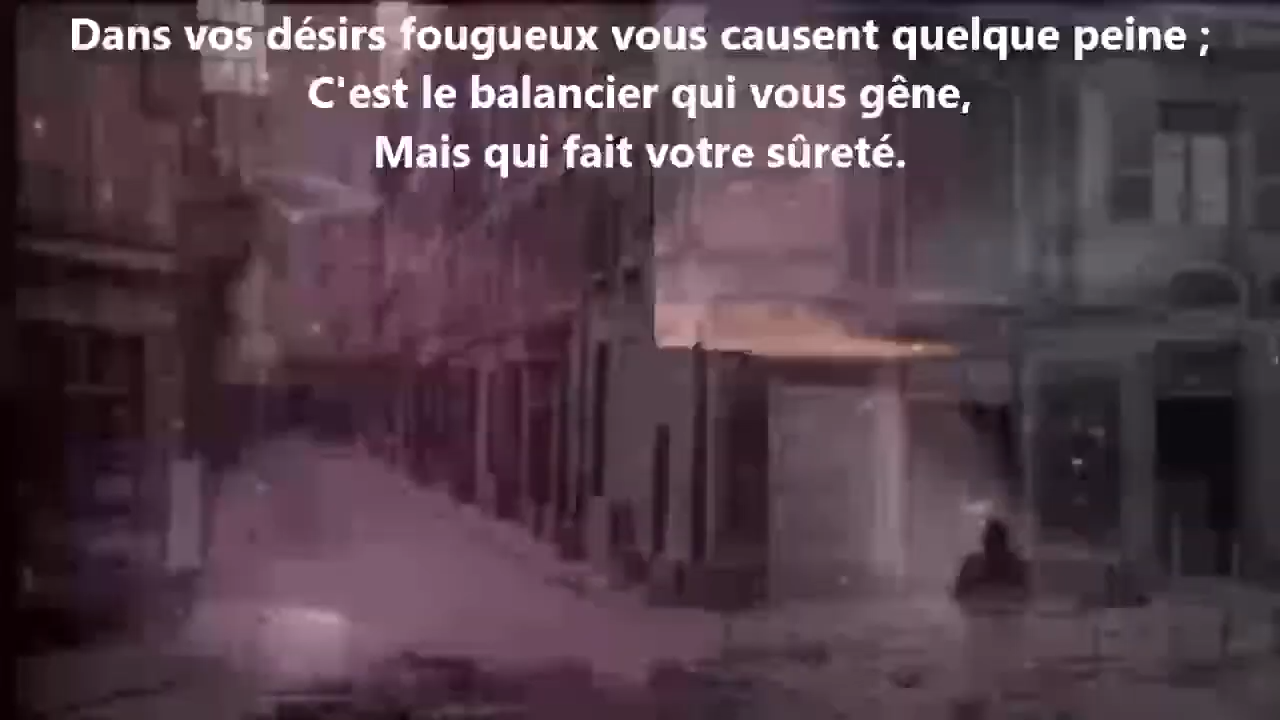 Dans vos désirs fougueux vous causent quelque peine ;
C'est le balancier qui vous gêne,
Mais qui fait votre sûreté.